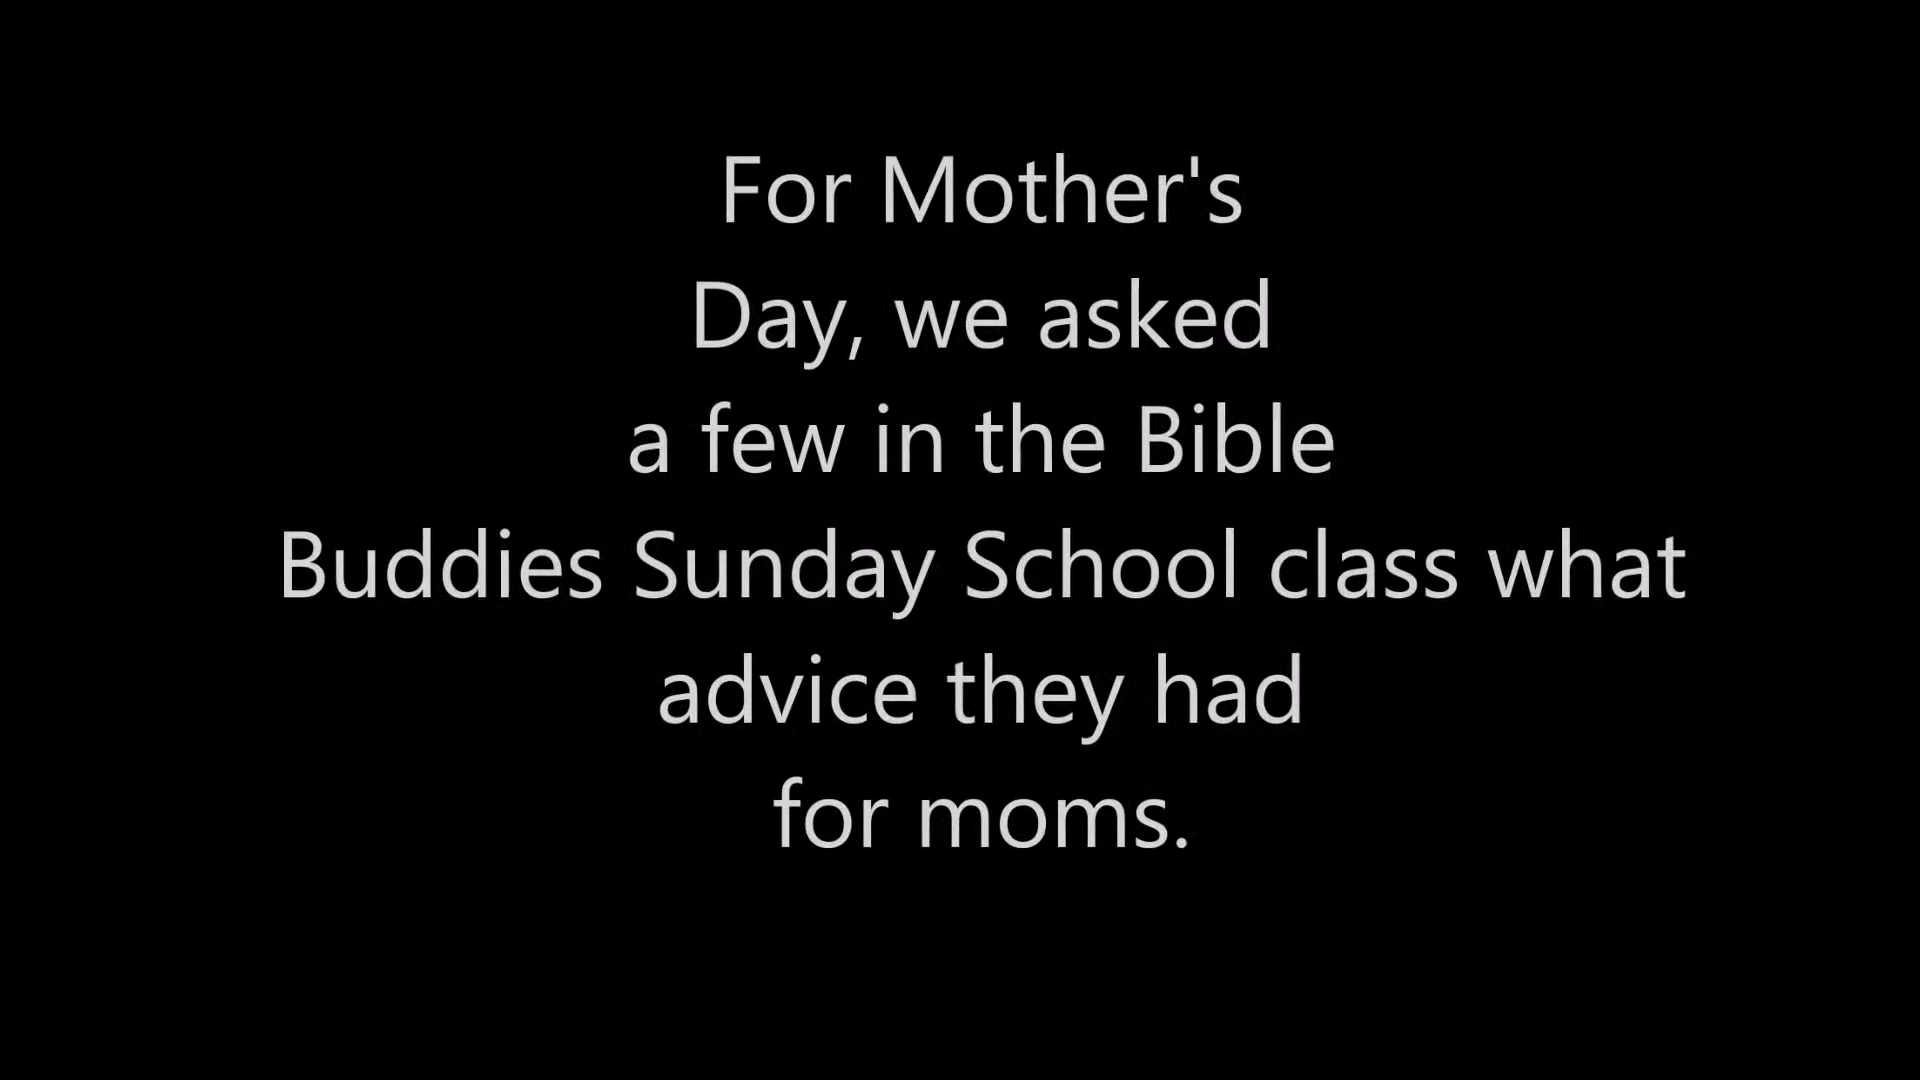 For Mother's
Day, we asked
a few in the Bible
Buddies Sunday School class what
advice they had
for moms.